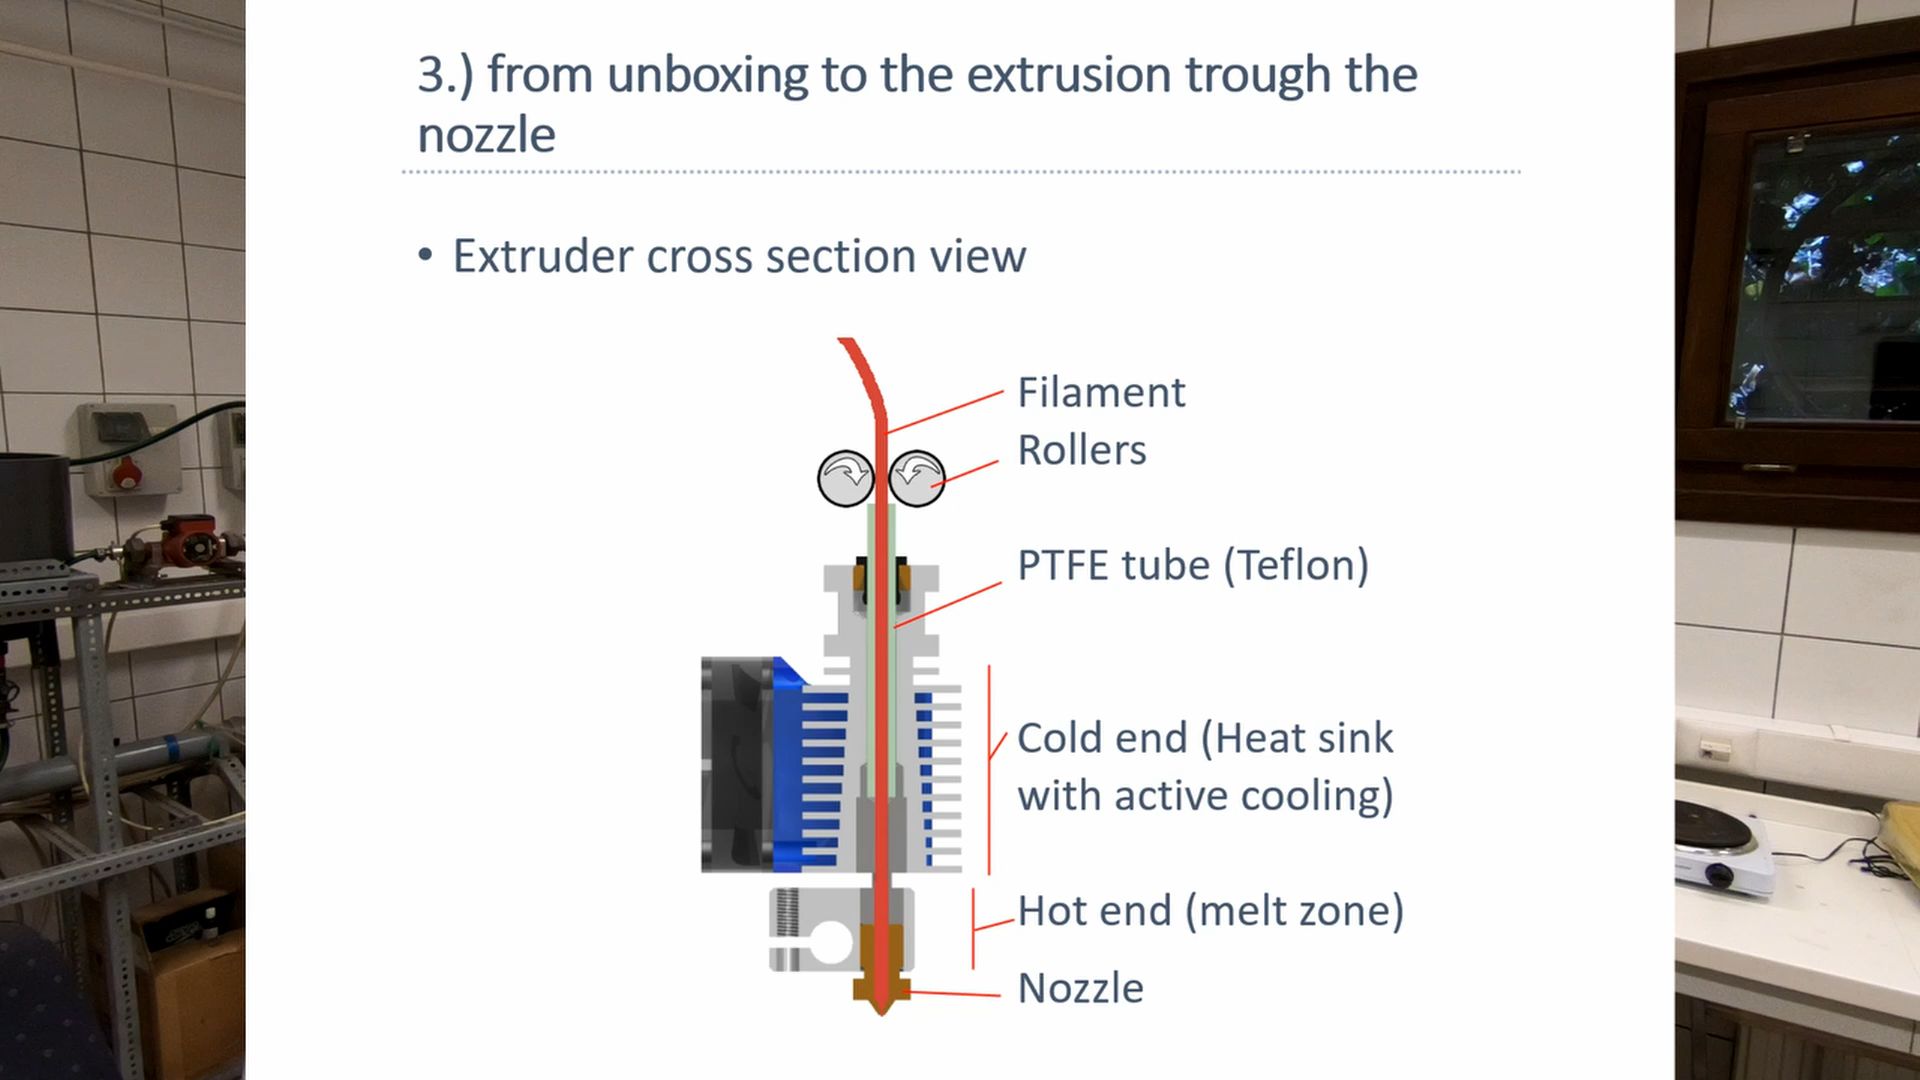 3.) from unboxing to the extrusion trough the
nozzle
• Extruder cross section view
Filament
Rollers
PTFE tube (Teflon)
Cold end (Heat sink
with active cooling)
Hot end (melt zone)
Nozzle